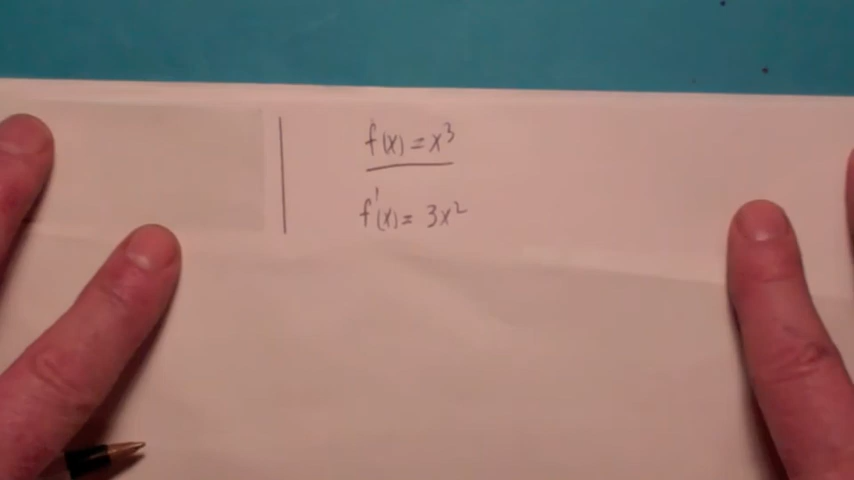 f(x) = x³
f'(x) = 3x²